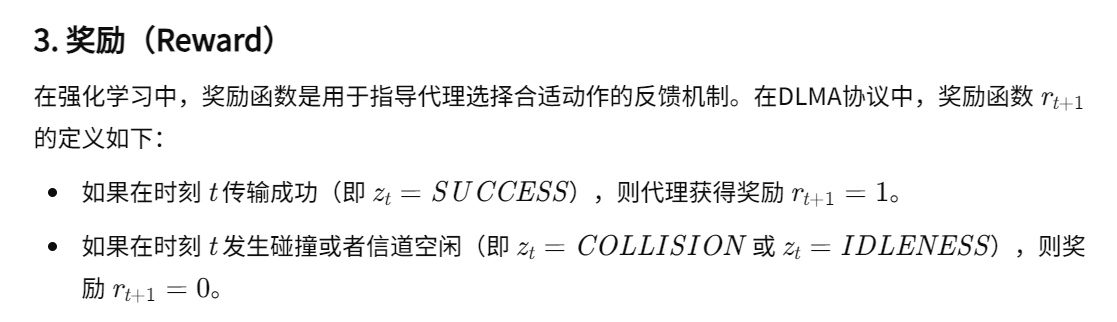 3. 奖励（Reward）
在强化学习中，奖励函数是用于指导代理选择合适动作的反馈机制。在DLMA协议中，奖励函数 r_{t+1}
的定义如下：
• 如果在时刻 t 传输成功（即 z_t = SUCCESS），则代理获得奖励 r_{t+1} = 1。
• 如果在时刻 t 发生碰撞或者信道空闲（即 z_t = COLLISION 或 z_t = IDLENESS），则奖
励 r_{t+1} = 0。